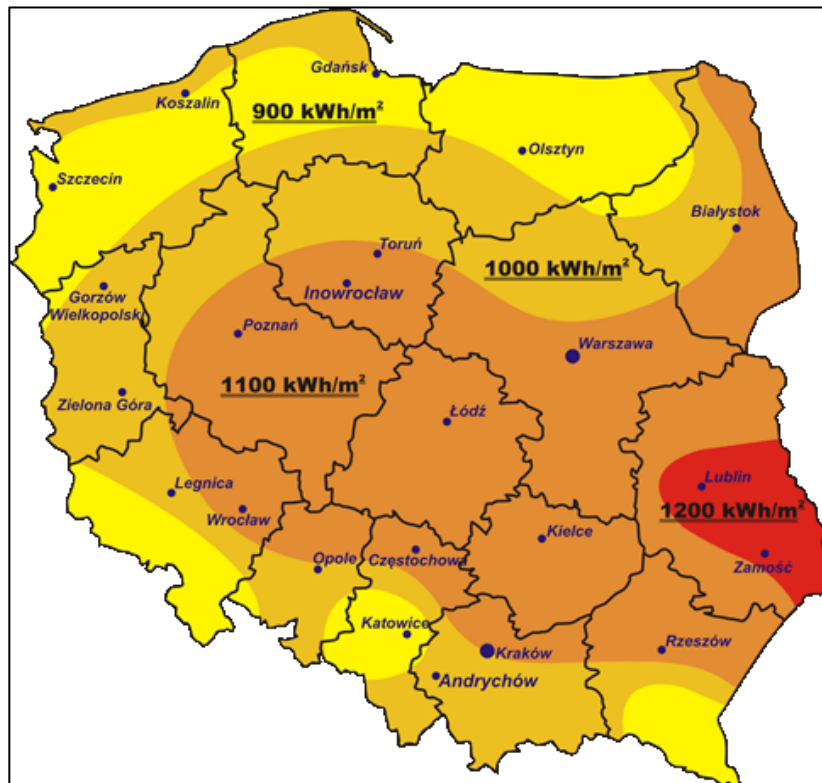 Gdańsk
Koszalin
900 kWh/m²
Olsztyn
Szczecin
Białystok
Toruń
1000 kWh/m²
Gorzów
Wielkopolski
Inowrocław
Poznań
Warszawa
1100 kWh/m²
Zielona Góra
Łódź
Legnica
Lublin
Wrocław
1200 kWh/m²
Kielce
Opole
Częstochowa
Zamość
Katowice
Kraków
Rzeszów
Andrychów